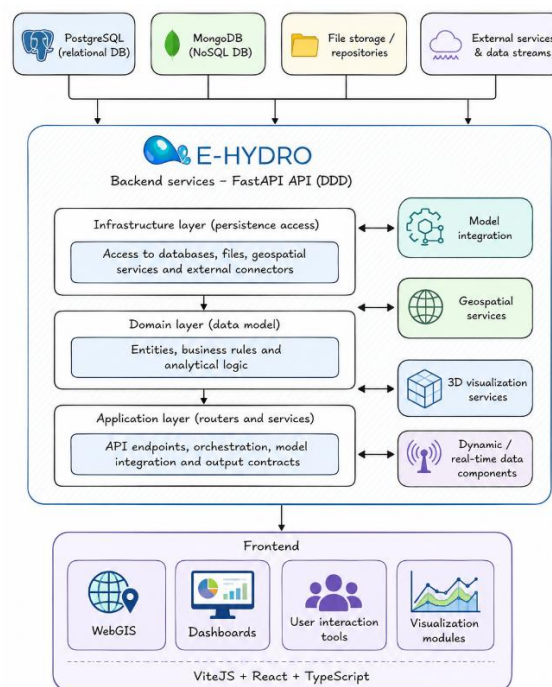 PostgreSQL
(relational DB)
MongoDB
(NoSQL DB)
File storage /
repositories
External services
& data streams
E-HYDRO
Backend services – FastAPI API (DDD)
Infrastructure layer (persistence access)
Access to databases, files, geospatial
services and external connectors
Model
integration
Domain layer (data model)
Entities, business rules and
analytical logic
Geospatial
services
3D visualization
services
Application layer (routers and services)
API endpoints, orchestration, model
integration and output contracts
Dynamic /
real-time data
components
Frontend
WebGIS
Dashboards
User interaction
tools
Visualization
modules
ViteJS + React + TypeScript